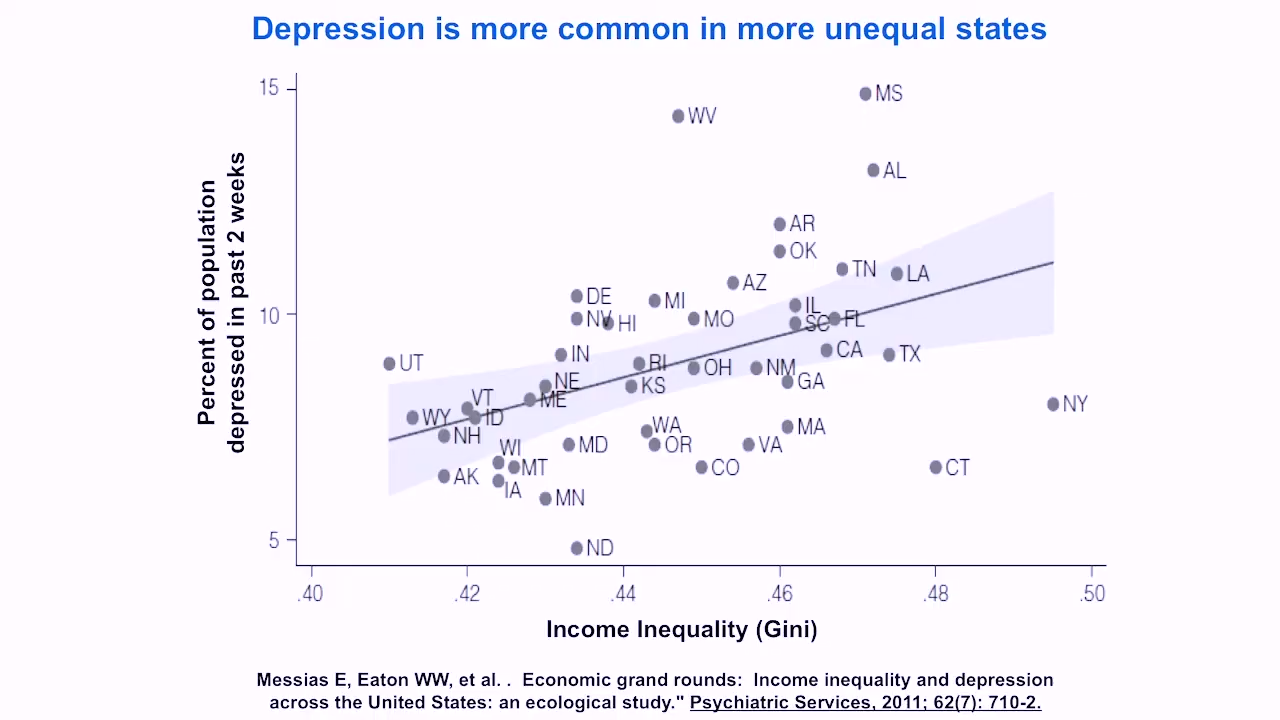 Depression is more common in more unequal states
Percent of population
depressed in past 2 weeks
15
10
5
MS
WV
AL
AR
OK
TN
LA
AZ
DE
MI
IL
NV
HI
MO
SC
FL
IN
CA
TX
UT
RI
OH
NM
NE
KS
GA
ME
VT
NY
WY
ID
NH
WA
MA
WI
MD
OR
VA
MT
CO
CT
AK
IA
MN
ND
.40
.42
.44
.46
.48
.50
Income Inequality (Gini)
Messias E, Eaton WW, et al. . Economic grand rounds: Income inequality and depression
across the United States: an ecological study." Psychiatric Services, 2011; 62(7): 710-2.